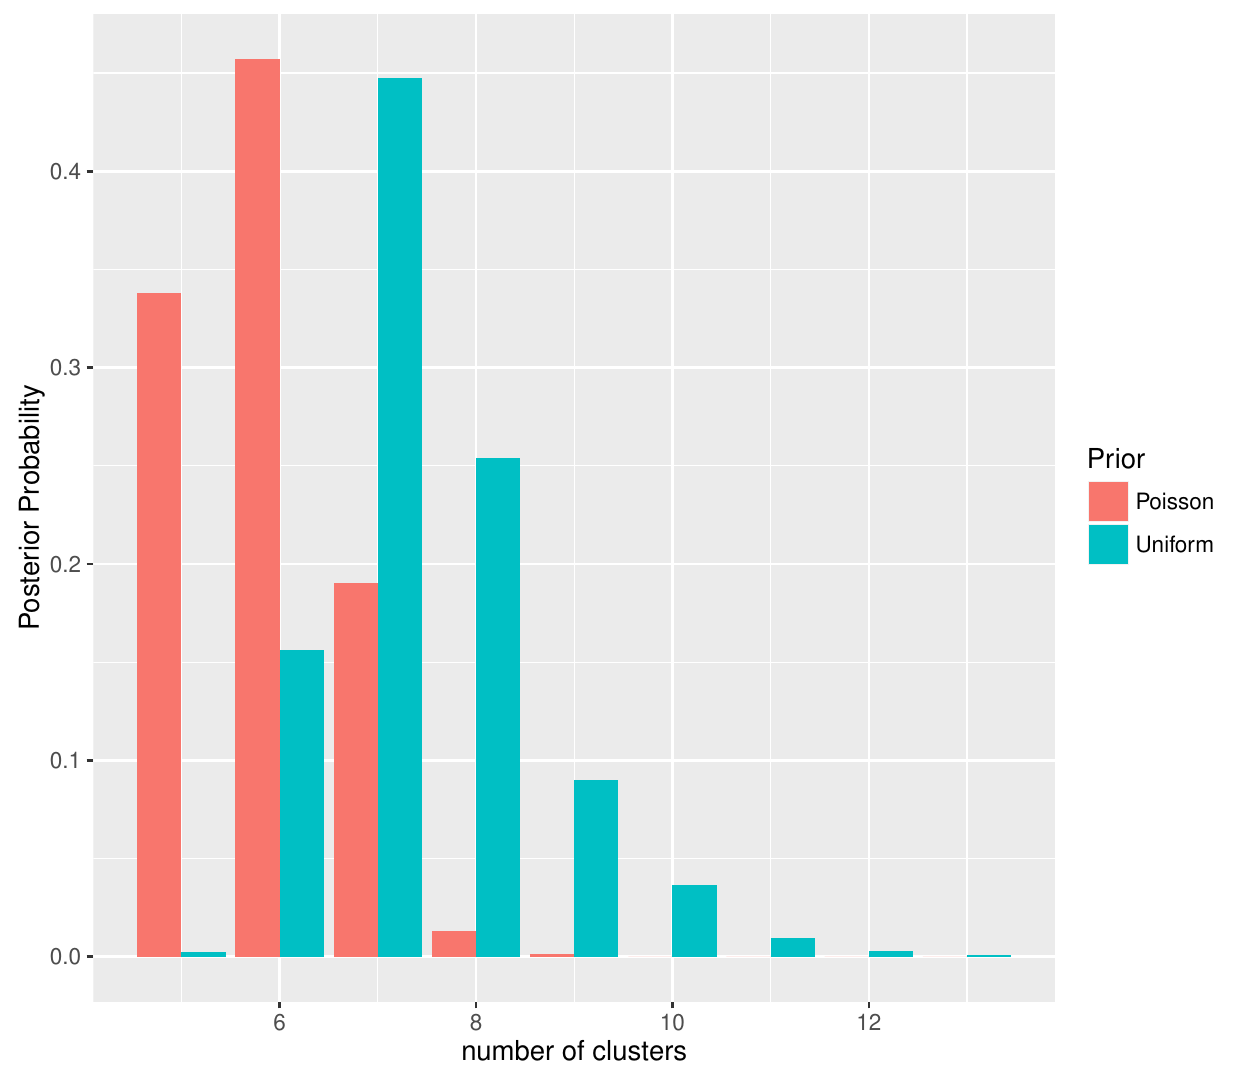 Posterior Probability
0.4
0.3
0.2
0.1
0.0
6 8 10 12
number of clusters
Prior
Poisson
Uniform